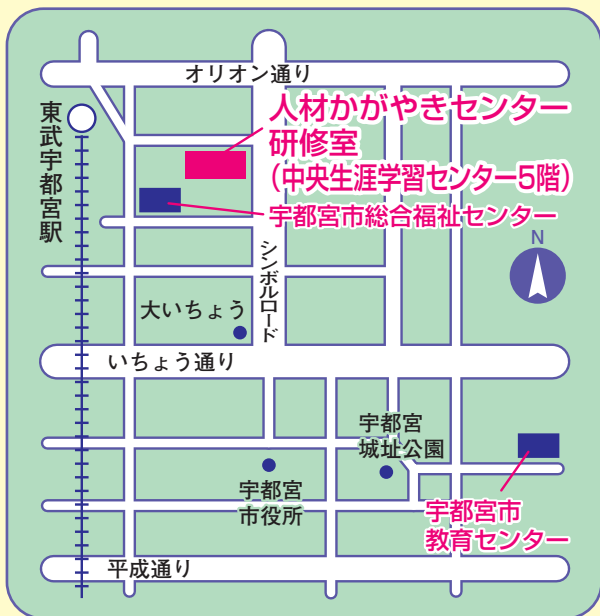 オリオン通り
東武宇都宮駅
人材かがやきセンター
研修室
(中央生涯学習センター5階)
宇都宮市総合福祉センター
N
シンボルロード
大いちょう
いちょう通り
宇都宮
城址公園
宇都宮
市役所
宇都宮市
教育センター
平成通り